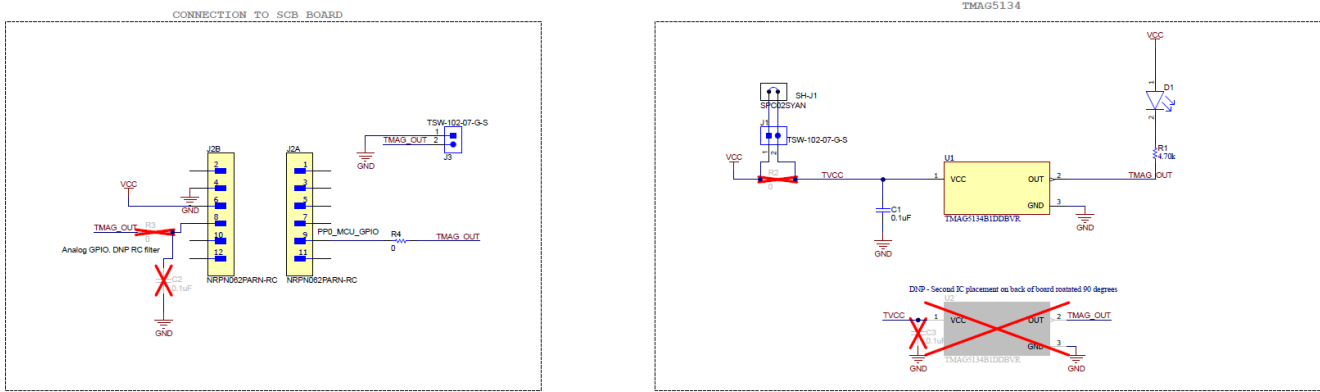 CONNECTION TO SCB BOARD
TSW-102-07-G-S
1
TMAG_OUT 2
J3
GND
J2B
J2A
2
4
6
8
10
12
1
3
5
7
9
11
VCC
GND
TMAG_OUT
R3
0
Analog GPIO. DNP RC filter
C2
0.1uF
GND
PP0_MCU_GPIO
R4
0
TMAG_OUT
NRPN062PARN-RC
NRPN062PARN-RC
TMAG5134
VCC
1
D1
2
R1
4.70k
SH-J1
SPC02SYAN
J1
TSW-102-07-G-S
1
2
VCC
R2
0
TVCC
C1
0.1uF
GND
U1
1 VCC
OUT 2
GND 3
TMAG5134B1DDBVR
TMAG_OUT
GND
DNP - Second IC placement on back of board roatated 90 degrees
U2
TVCC 1 VCC
OUT 2 TMAG_OUT
C3
0.1uF
GND 3
GND
GND
TMAG5134B1DDBVR